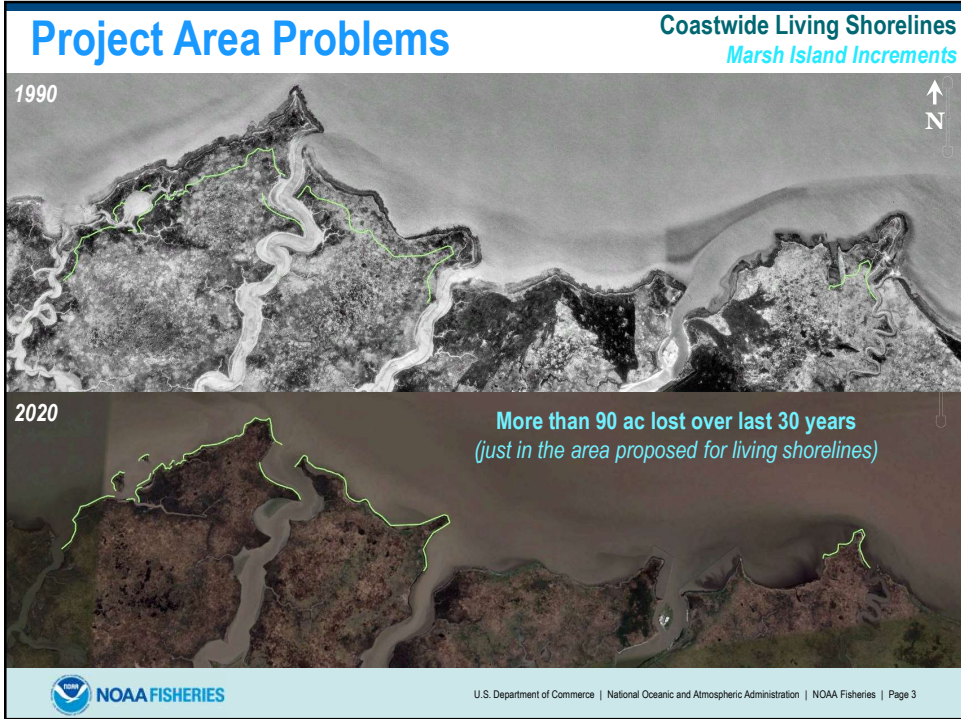 Project Area Problems
Coastwide Living Shorelines
Marsh Island Increments
1990
N
2020
More than 90 ac lost over last 30 years
(just in the area proposed for living shorelines)
NOAA
NOAA FISHERIES
U.S. Department of Commerce | National Oceanic and Atmospheric Administration | NOAA Fisheries | Page 3